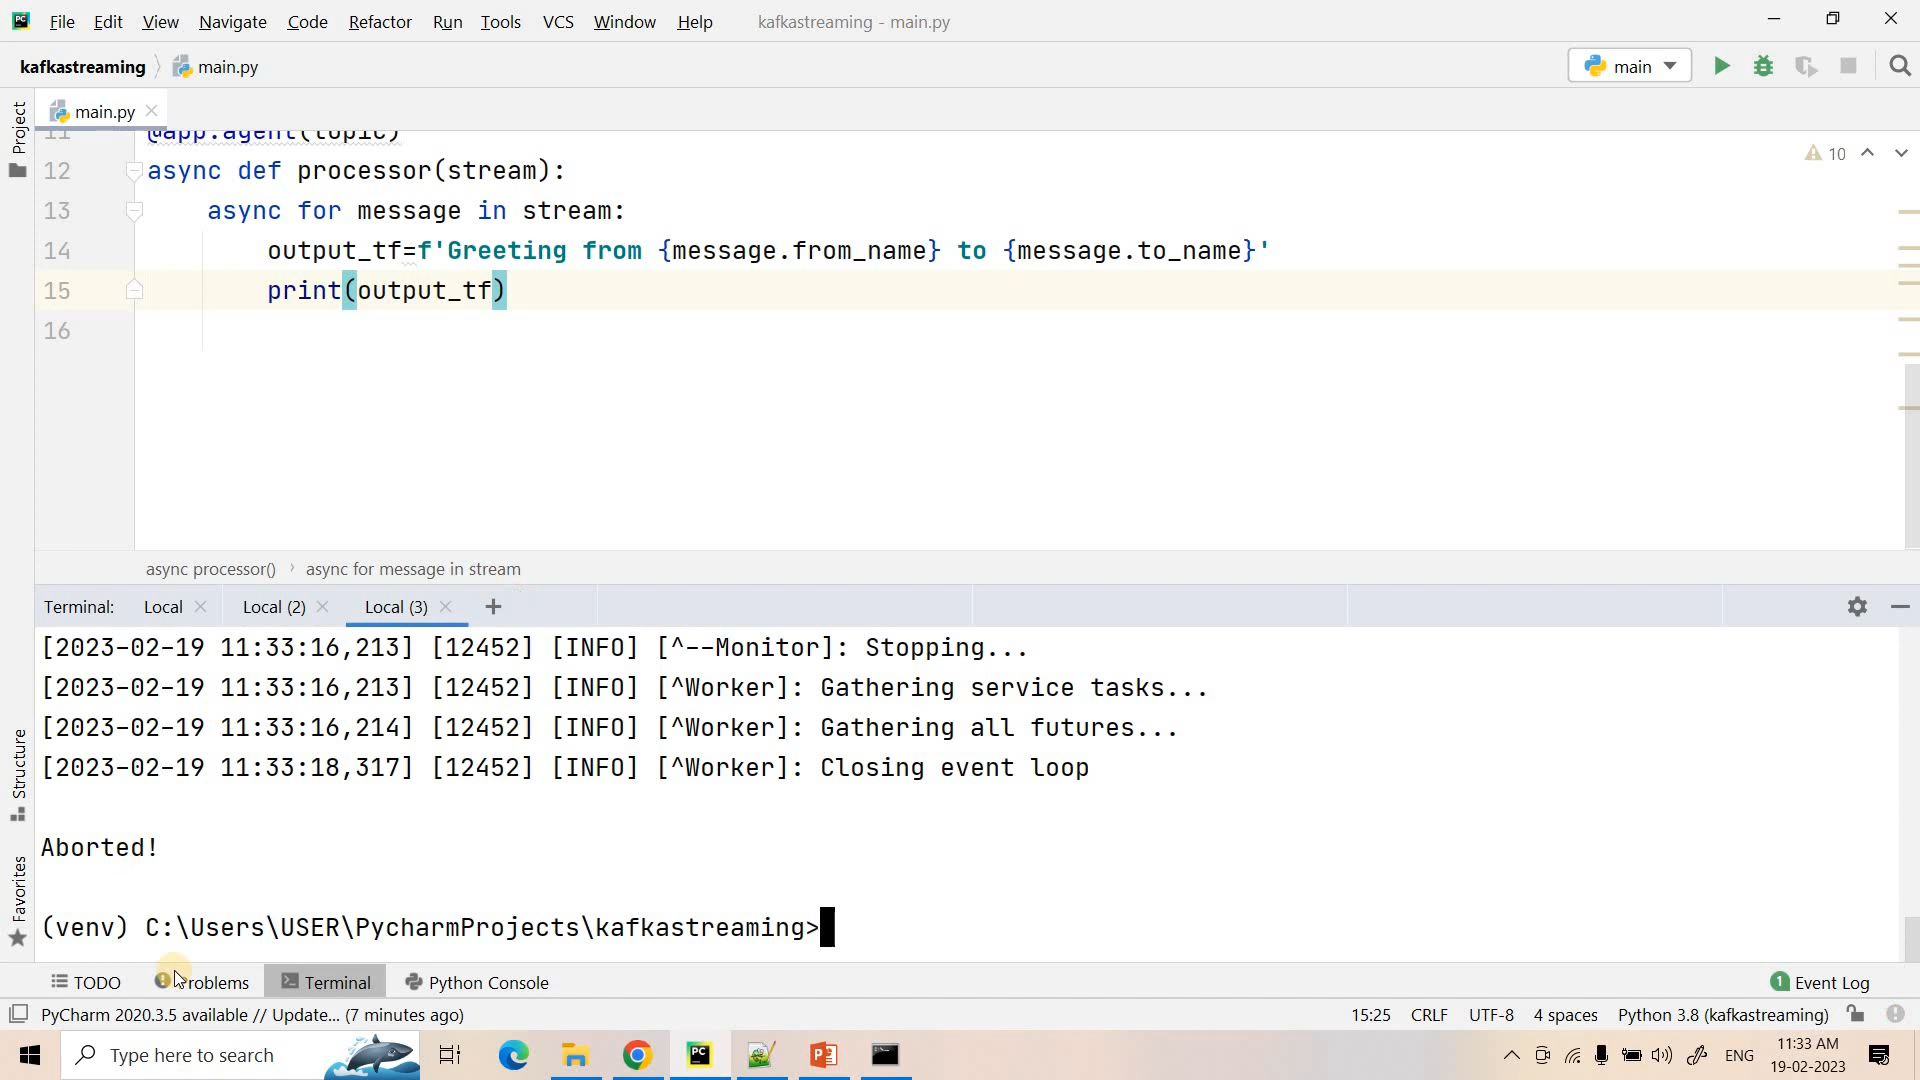 File Edit View Navigate Code Refactor Run Tools VCS Window Help kafkastreaming - main.py
kafkastreaming main.py main
Project
main.py
11 @app.agent(topic)
12 async def processor(stream): 10
13 async for message in stream:
14 output_tf=f'Greeting from {message.from_name} to {message.to_name}'
15 print(output_tf)
16
async processor() › async for message in stream
Terminal: Local Local (2) Local (3) +
[2023-02-19 11:33:16,213] [12452] [INFO] [^--Monitor]: Stopping...
[2023-02-19 11:33:16,213] [12452] [INFO] [^Worker]: Gathering service tasks...
[2023-02-19 11:33:16,214] [12452] [INFO] [^Worker]: Gathering all futures...
[2023-02-19 11:33:18,317] [12452] [INFO] [^Worker]: Closing event loop
Structure
Aborted!
Favorites
(venv) C:\Users\USER\PycharmProjects\kafkastreaming>
TODO Problems Terminal Python Console 1 Event Log
PyCharm 2020.3.5 available // Update... (7 minutes ago) 15:25 CRLF UTF-8 4 spaces Python 3.8 (kafkastreaming)
Type here to search PC ENG 11:33 AM
19-02-2023